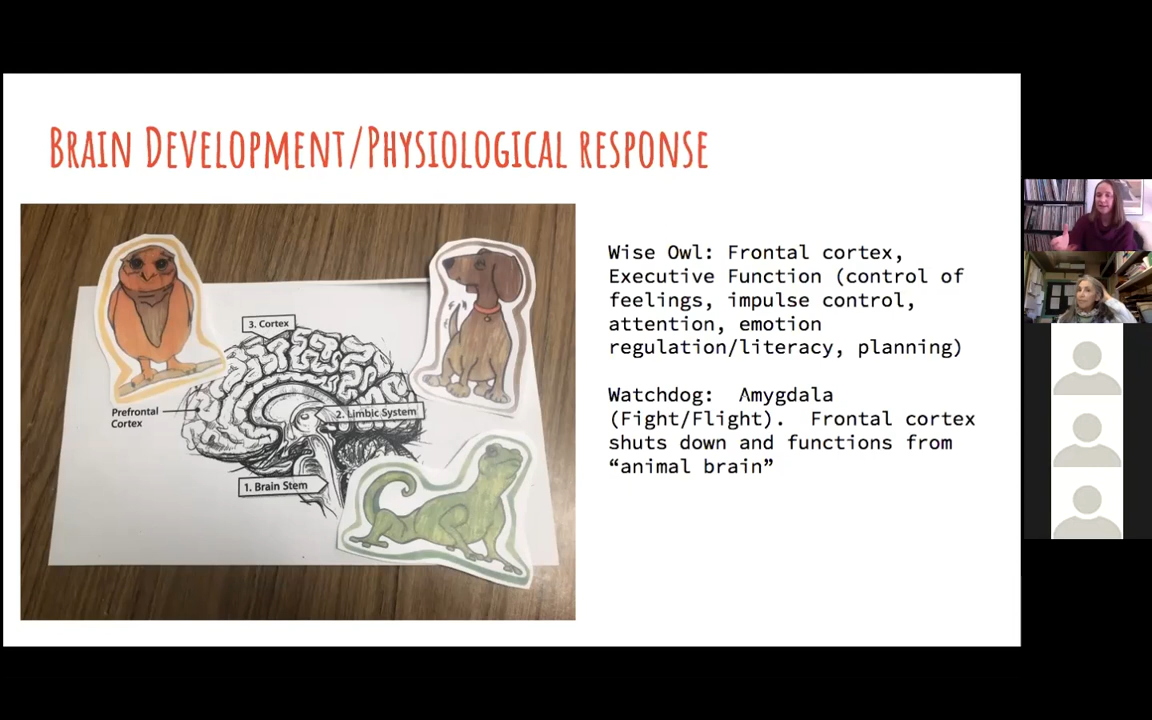 BRAIN DEVELOPMENT/PHYSIOLOGICAL RESPONSE
3. Cortex
Prefrontal
Cortex
2. Limbic System
1. Brain Stem
Wise Owl: Frontal cortex,
Executive Function (control of
feelings, impulse control,
attention, emotion
regulation/literacy, planning)
Watchdog: Amygdala
(Fight/Flight). Frontal cortex
shuts down and functions from
“animal brain”